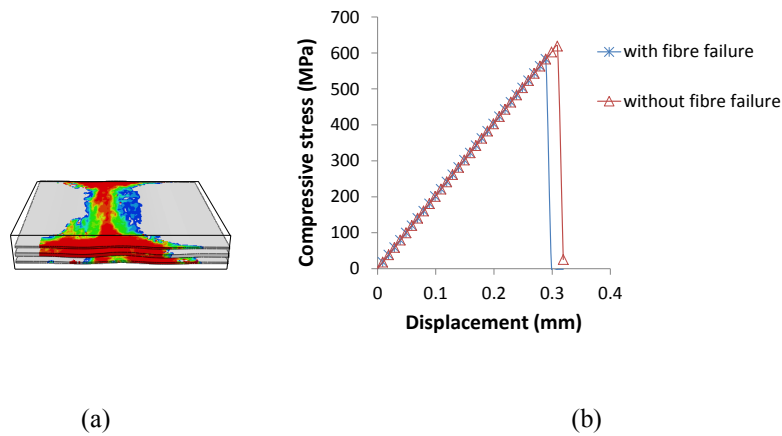 700
600
500
400
300
200
100
0
Compressive stress (MPa)
0
0.1
0.2
0.3
0.4
Displacement (mm)
with fibre failure
without fibre failure
(a)
(b)